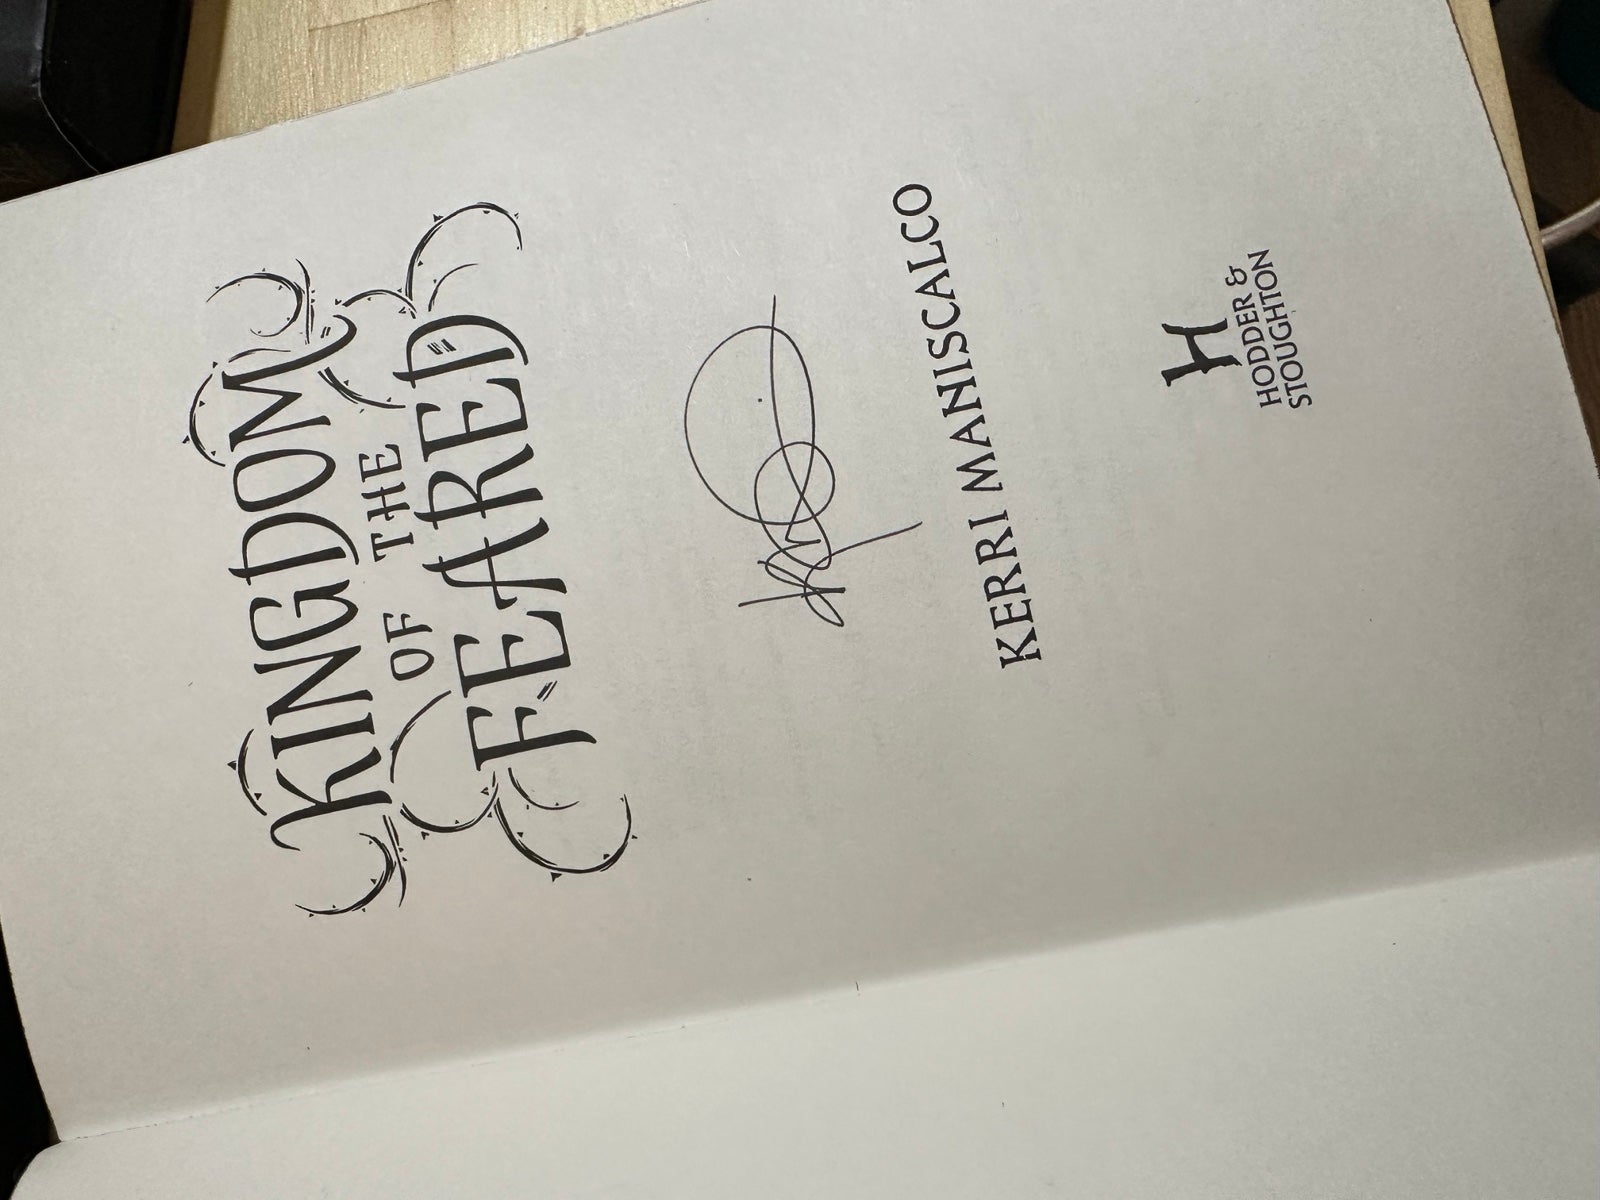 KINGDOM
OF THE
FEARED
KERRI MANISCALCO
H
HODDER &
STOUGHTON